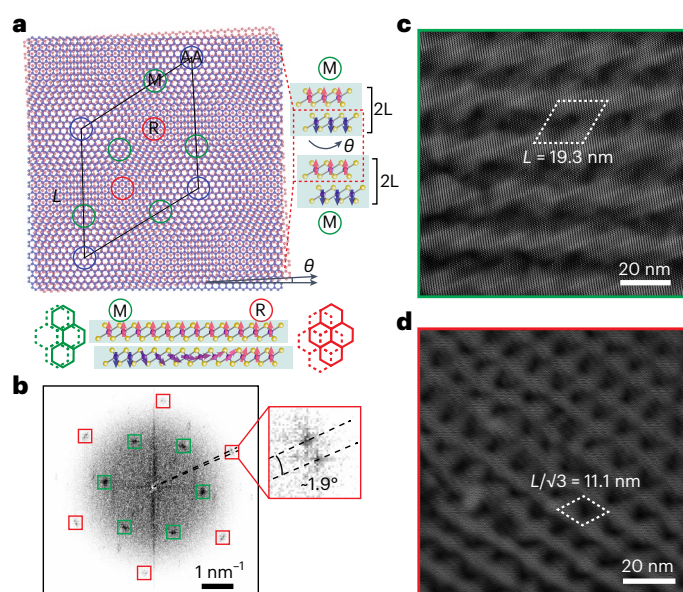 a
AA
M
R
L
θ
M
2L
θ
2L
M
M
R
b
~1.9°
1 nm⁻¹
c
L = 19.3 nm
20 nm
d
L/√3 = 11.1 nm
20 nm